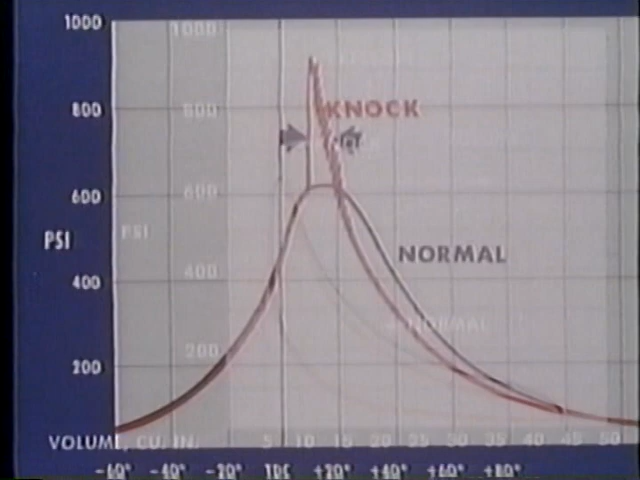 1000 1000
800 800 KNOCK
600 600
PSI PSI NORMAL
400 400
NORMAL
200 200
VOLUME, CU. IN. 5 10 15 20 25 30 35 40 45 50
-60° -40° -20° TDC +20° +40° +60° +80°